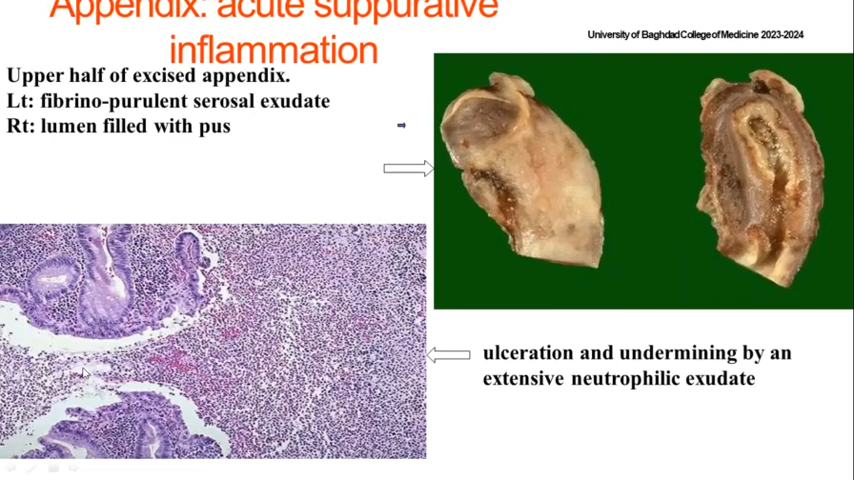 Appendix: acute suppurative
inflammation
University of Baghdad College of Medicine 2023-2024
Upper half of excised appendix.
Lt: fibrino-purulent serosal exudate
Rt: lumen filled with pus
ulceration and undermining by an
extensive neutrophilic exudate